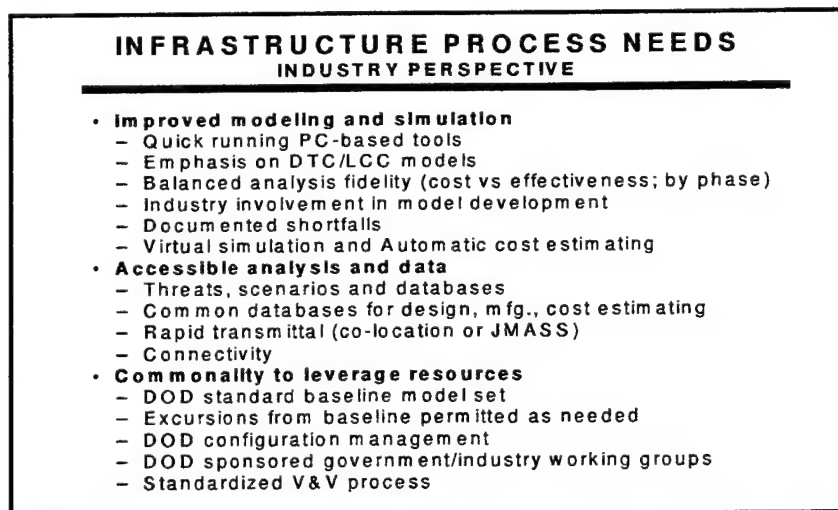 INFRASTRUCTURE PROCESS NEEDS
INDUSTRY PERSPECTIVE
• Improved modeling and simulation
– Quick running PC-based tools
– Emphasis on DTC/LCC models
– Balanced analysis fidelity (cost vs effectiveness; by phase)
– Industry involvement in model development
– Documented shortfalls
– Virtual simulation and Automatic cost estimating
• Accessible analysis and data
– Threats, scenarios and databases
– Common databases for design, mfg., cost estimating
– Rapid transmittal (co-location or JMASS)
– Connectivity
• Commonality to leverage resources
– DOD standard baseline model set
– Excursions from baseline permitted as needed
– DOD configuration management
– DOD sponsored government/industry working groups
– Standardized V&V process